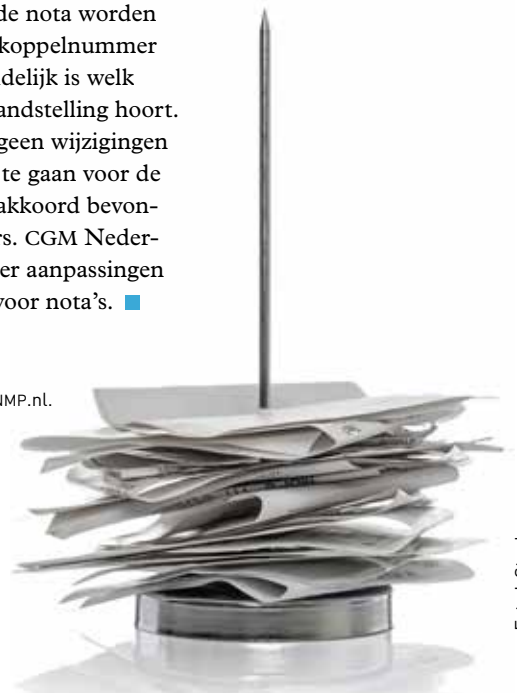 de nota worden
koppelnummer
delijk is welk
andstelling hoort.
geen wijzigingen
te gaan voor de
akkoord bevon-
rs. CGM Neder-
er aanpassingen
voor nota's.
NMP.nl.